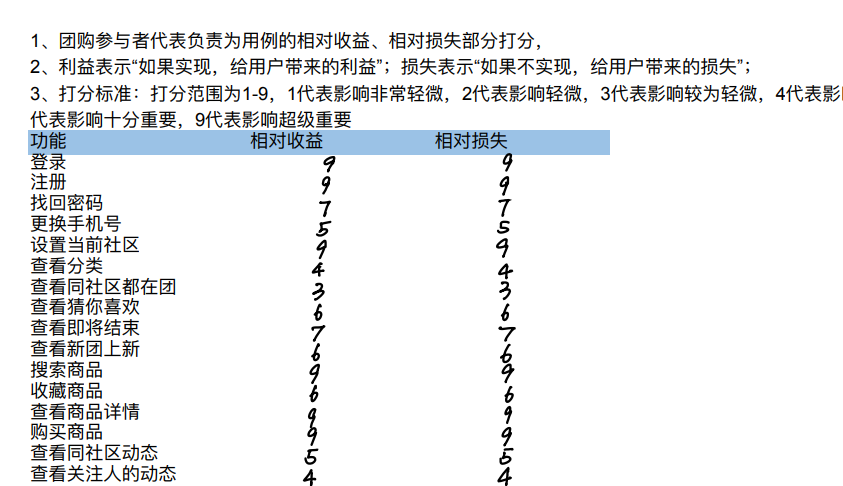 1、团购参与者代表负责为用例的相对收益、相对损失部分打分，
2、利益表示“如果实现，给用户带来的利益”；损失表示“如果不实现，给用户带来的损失”；
3、打分标准：打分范围为1-9，1代表影响非常轻微，2代表影响轻微，3代表影响较为轻微，4代表影
代表影响十分重要，9代表影响超级重要
功能 相对收益 相对损失
登录 9 9
注册 9 9
找回密码 7 7
更换手机号 5 5
设置当前社区 9 9
查看分类 4 4
查看同社区都在团 3 3
查看猜你喜欢 6 6
查看即将结束 7 7
查看新团上新 6 6
搜索商品 9 9
收藏商品 6 6
查看商品详情 9 9
购买商品 9 9
查看同社区动态 5 5
查看关注人的动态 4 4